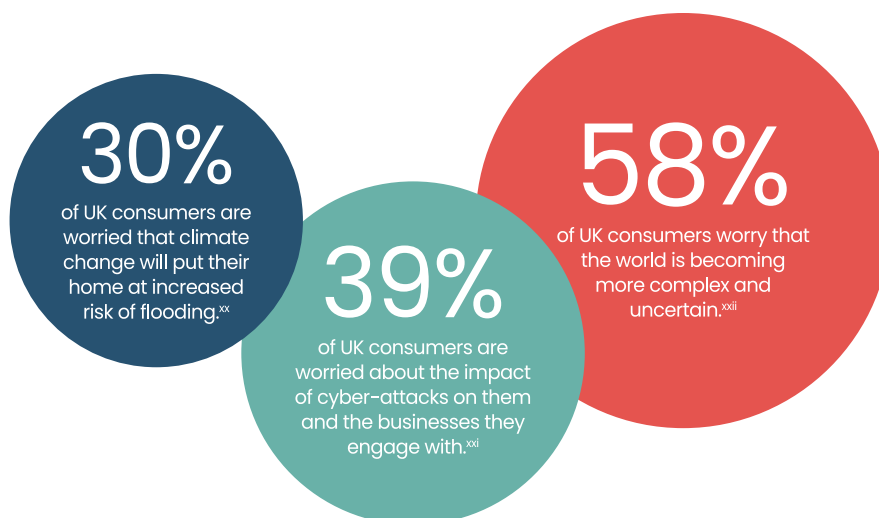 30%
of UK consumers are
worried that climate
change will put their
home at increased
risk of flooding.xx
39%
of UK consumers are
worried about the impact
of cyber-attacks on them
and the businesses they
engage with.xxi
58%
of UK consumers worry that
the world is becoming
more complex and
uncertain.xxii